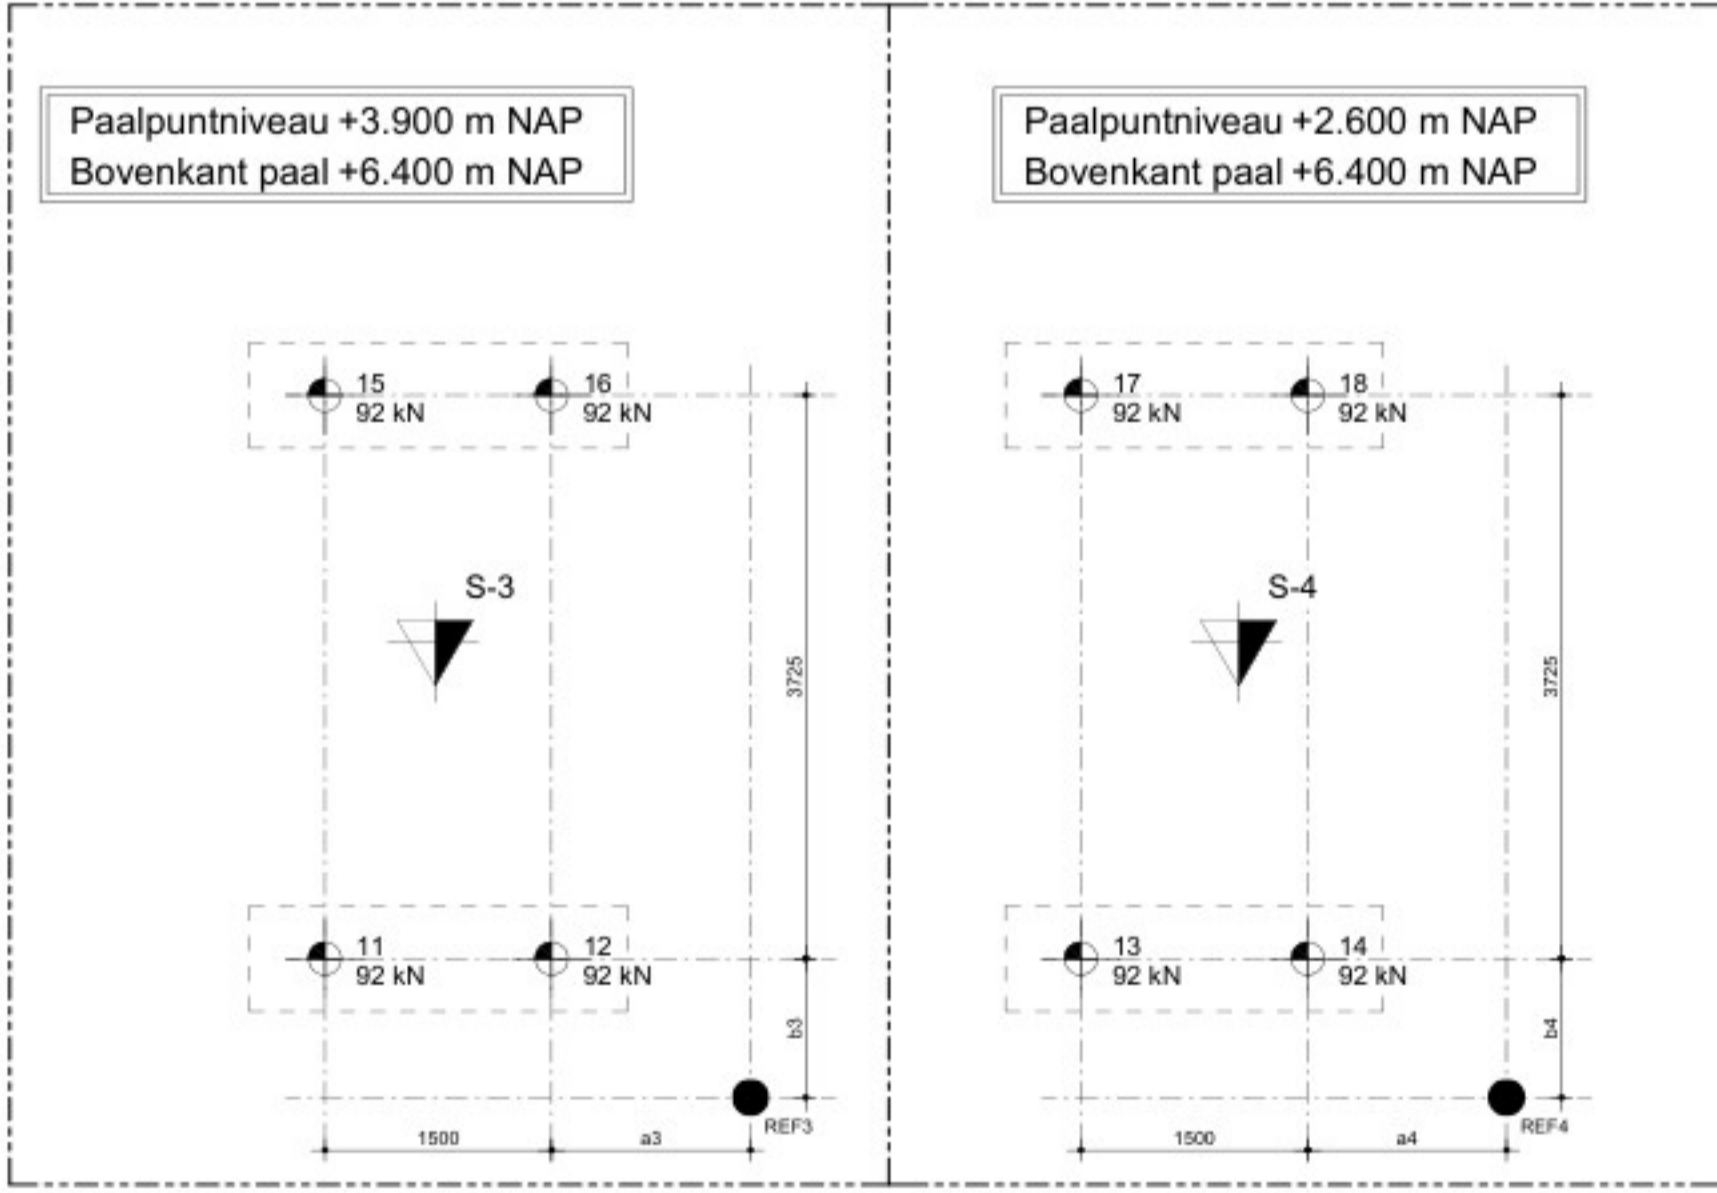 Paalpuntniveau +3.900 m NAP
Bovenkant paal +6.400 m NAP
15
92 kN
16
92 kN
S-3
3725
11
92 kN
12
92 kN
b3
REF3
1500
a3
Paalpuntniveau +2.600 m NAP
Bovenkant paal +6.400 m NAP
17
92 kN
18
92 kN
S-4
3725
13
92 kN
14
92 kN
b4
REF4
1500
a4